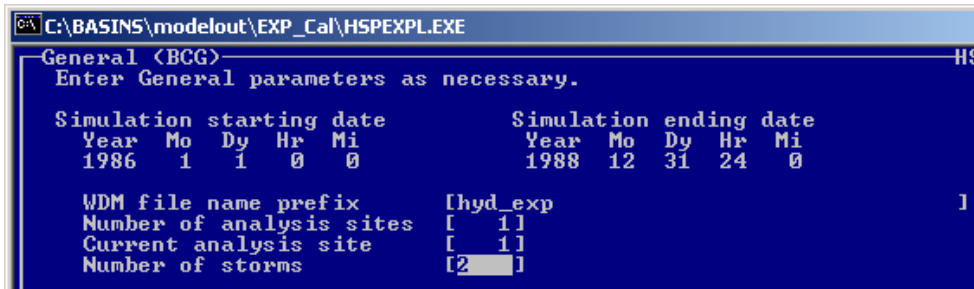 C:\BASINS\modelout\EXP_Cal\HSPEXPL.EXE
General (BCG) HS
Enter General parameters as necessary.
Simulation starting date Simulation ending date
Year Mo Dy Hr Mi Year Mo Dy Hr Mi
1986 1 1 0 0 1988 12 31 24 0
WDM file name prefix [hyd_exp ]
Number of analysis sites [ 1]
Current analysis site [ 1]
Number of storms [2 ]